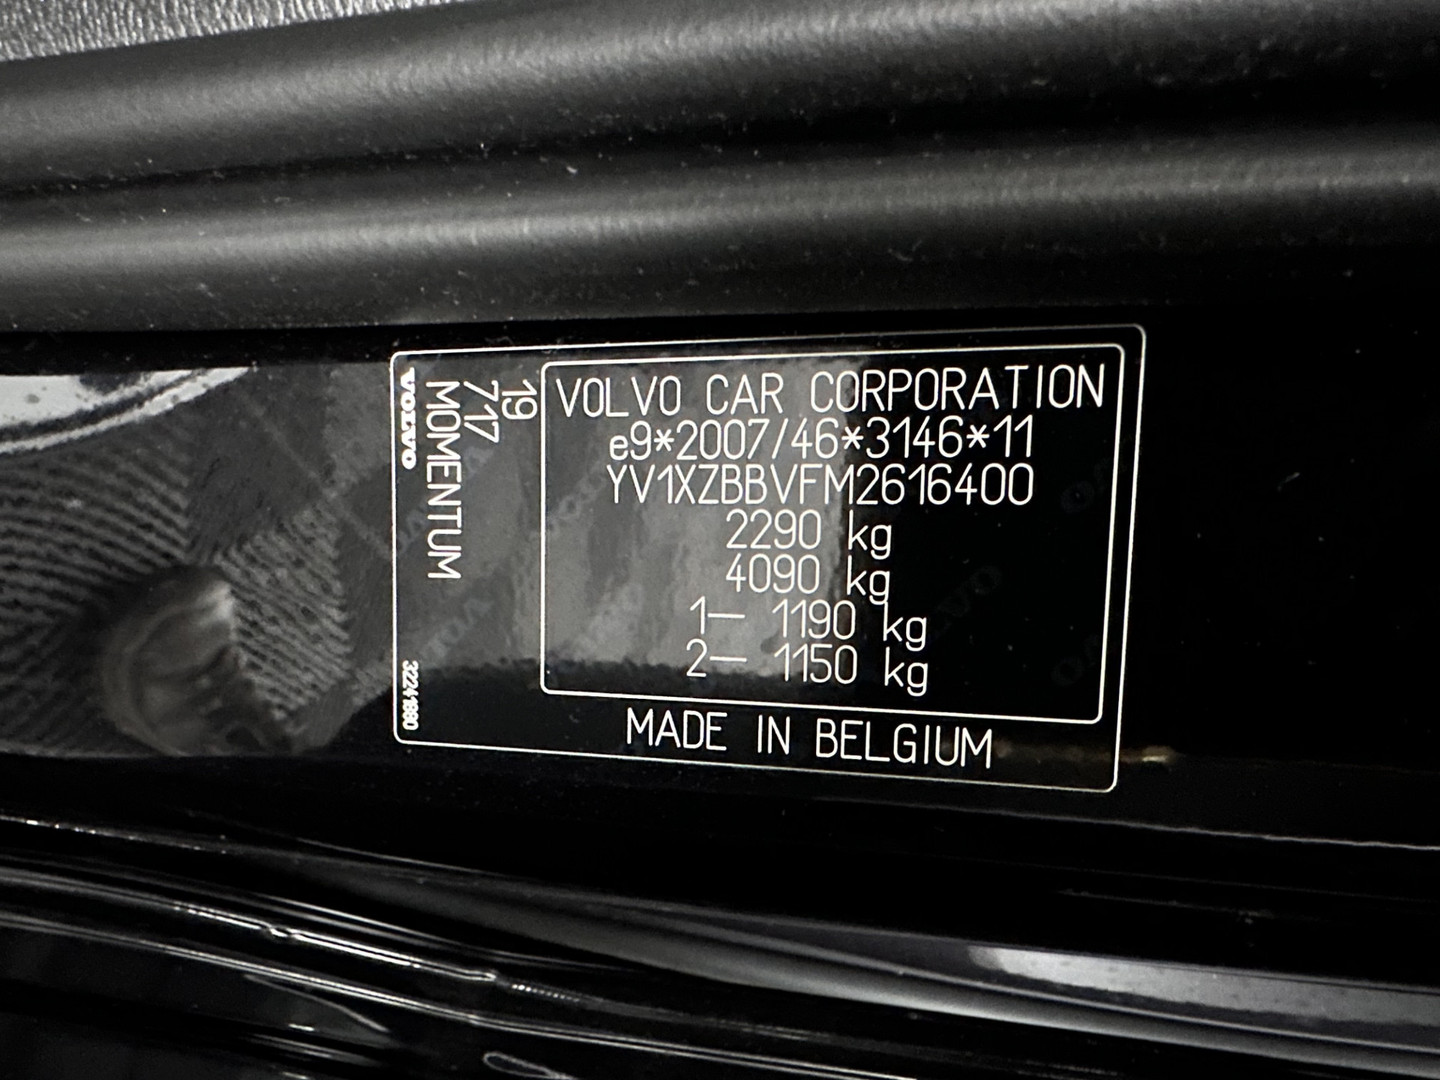 VOLVO CAR CORPORATION
e9*2007/46*3146*11
YV1XZBBVFM2616400
2290 kg
4090 kg
1— 1190 kg
2— 1150 kg
MADE IN BELGIUM
19
717
MOMENTUM
VOLVO